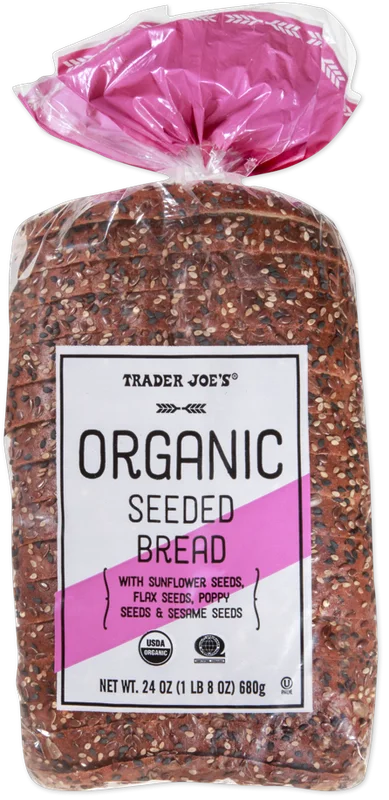 TRADER JOE'S®
ORGANIC
SEEDED
BREAD
WITH SUNFLOWER SEEDS,
FLAX SEEDS, POPPY
SEEDS & SESAME SEEDS
USDA
ORGANIC
NET WT. 24 OZ (1 LB 8 OZ) 680g
U